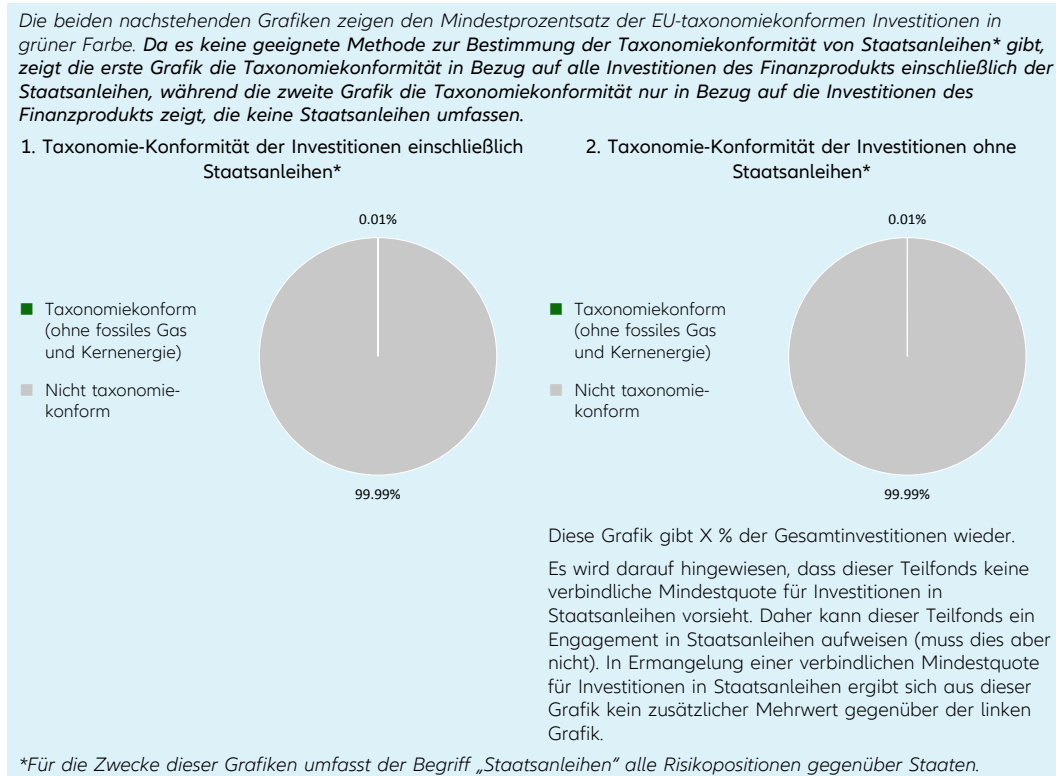 Die beiden nachstehenden Grafiken zeigen den Mindestprozentsatz der EU-taxonomiekonformen Investitionen in
grüner Farbe. Da es keine geeignete Methode zur Bestimmung der Taxonomiekonformität von Staatsanleihen* gibt,
zeigt die erste Grafik die Taxonomiekonformität in Bezug auf alle Investitionen des Finanzprodukts einschließlich der
Staatsanleihen, während die zweite Grafik die Taxonomiekonformität nur in Bezug auf die Investitionen des
Finanzprodukts zeigt, die keine Staatsanleihen umfassen.
1. Taxonomie-Konformität der Investitionen einschließlich
Staatsanleihen*
0.01%
Taxonomiekonform
(ohne fossiles Gas
und Kernenergie)
Nicht taxonomie-
konform
99.99%
2. Taxonomie-Konformität der Investitionen ohne
Staatsanleihen*
0.01%
Taxonomiekonform
(ohne fossiles Gas
und Kernenergie)
Nicht taxonomie-
konform
99.99%
Diese Grafik gibt X % der Gesamtinvestitionen wieder.
Es wird darauf hingewiesen, dass dieser Teilfonds keine
verbindliche Mindestquote für Investitionen in
Staatsanleihen vorsieht. Daher kann dieser Teilfonds ein
Engagement in Staatsanleihen aufweisen (muss dies aber
nicht). In Ermangelung einer verbindlichen Mindestquote
für Investitionen in Staatsanleihen ergibt sich aus dieser
Grafik kein zusätzlicher Mehrwert gegenüber der linken
Grafik.
*Für die Zwecke dieser Grafiken umfasst der Begriff „Staatsanleihen" alle Risikopositionen gegenüber Staaten.